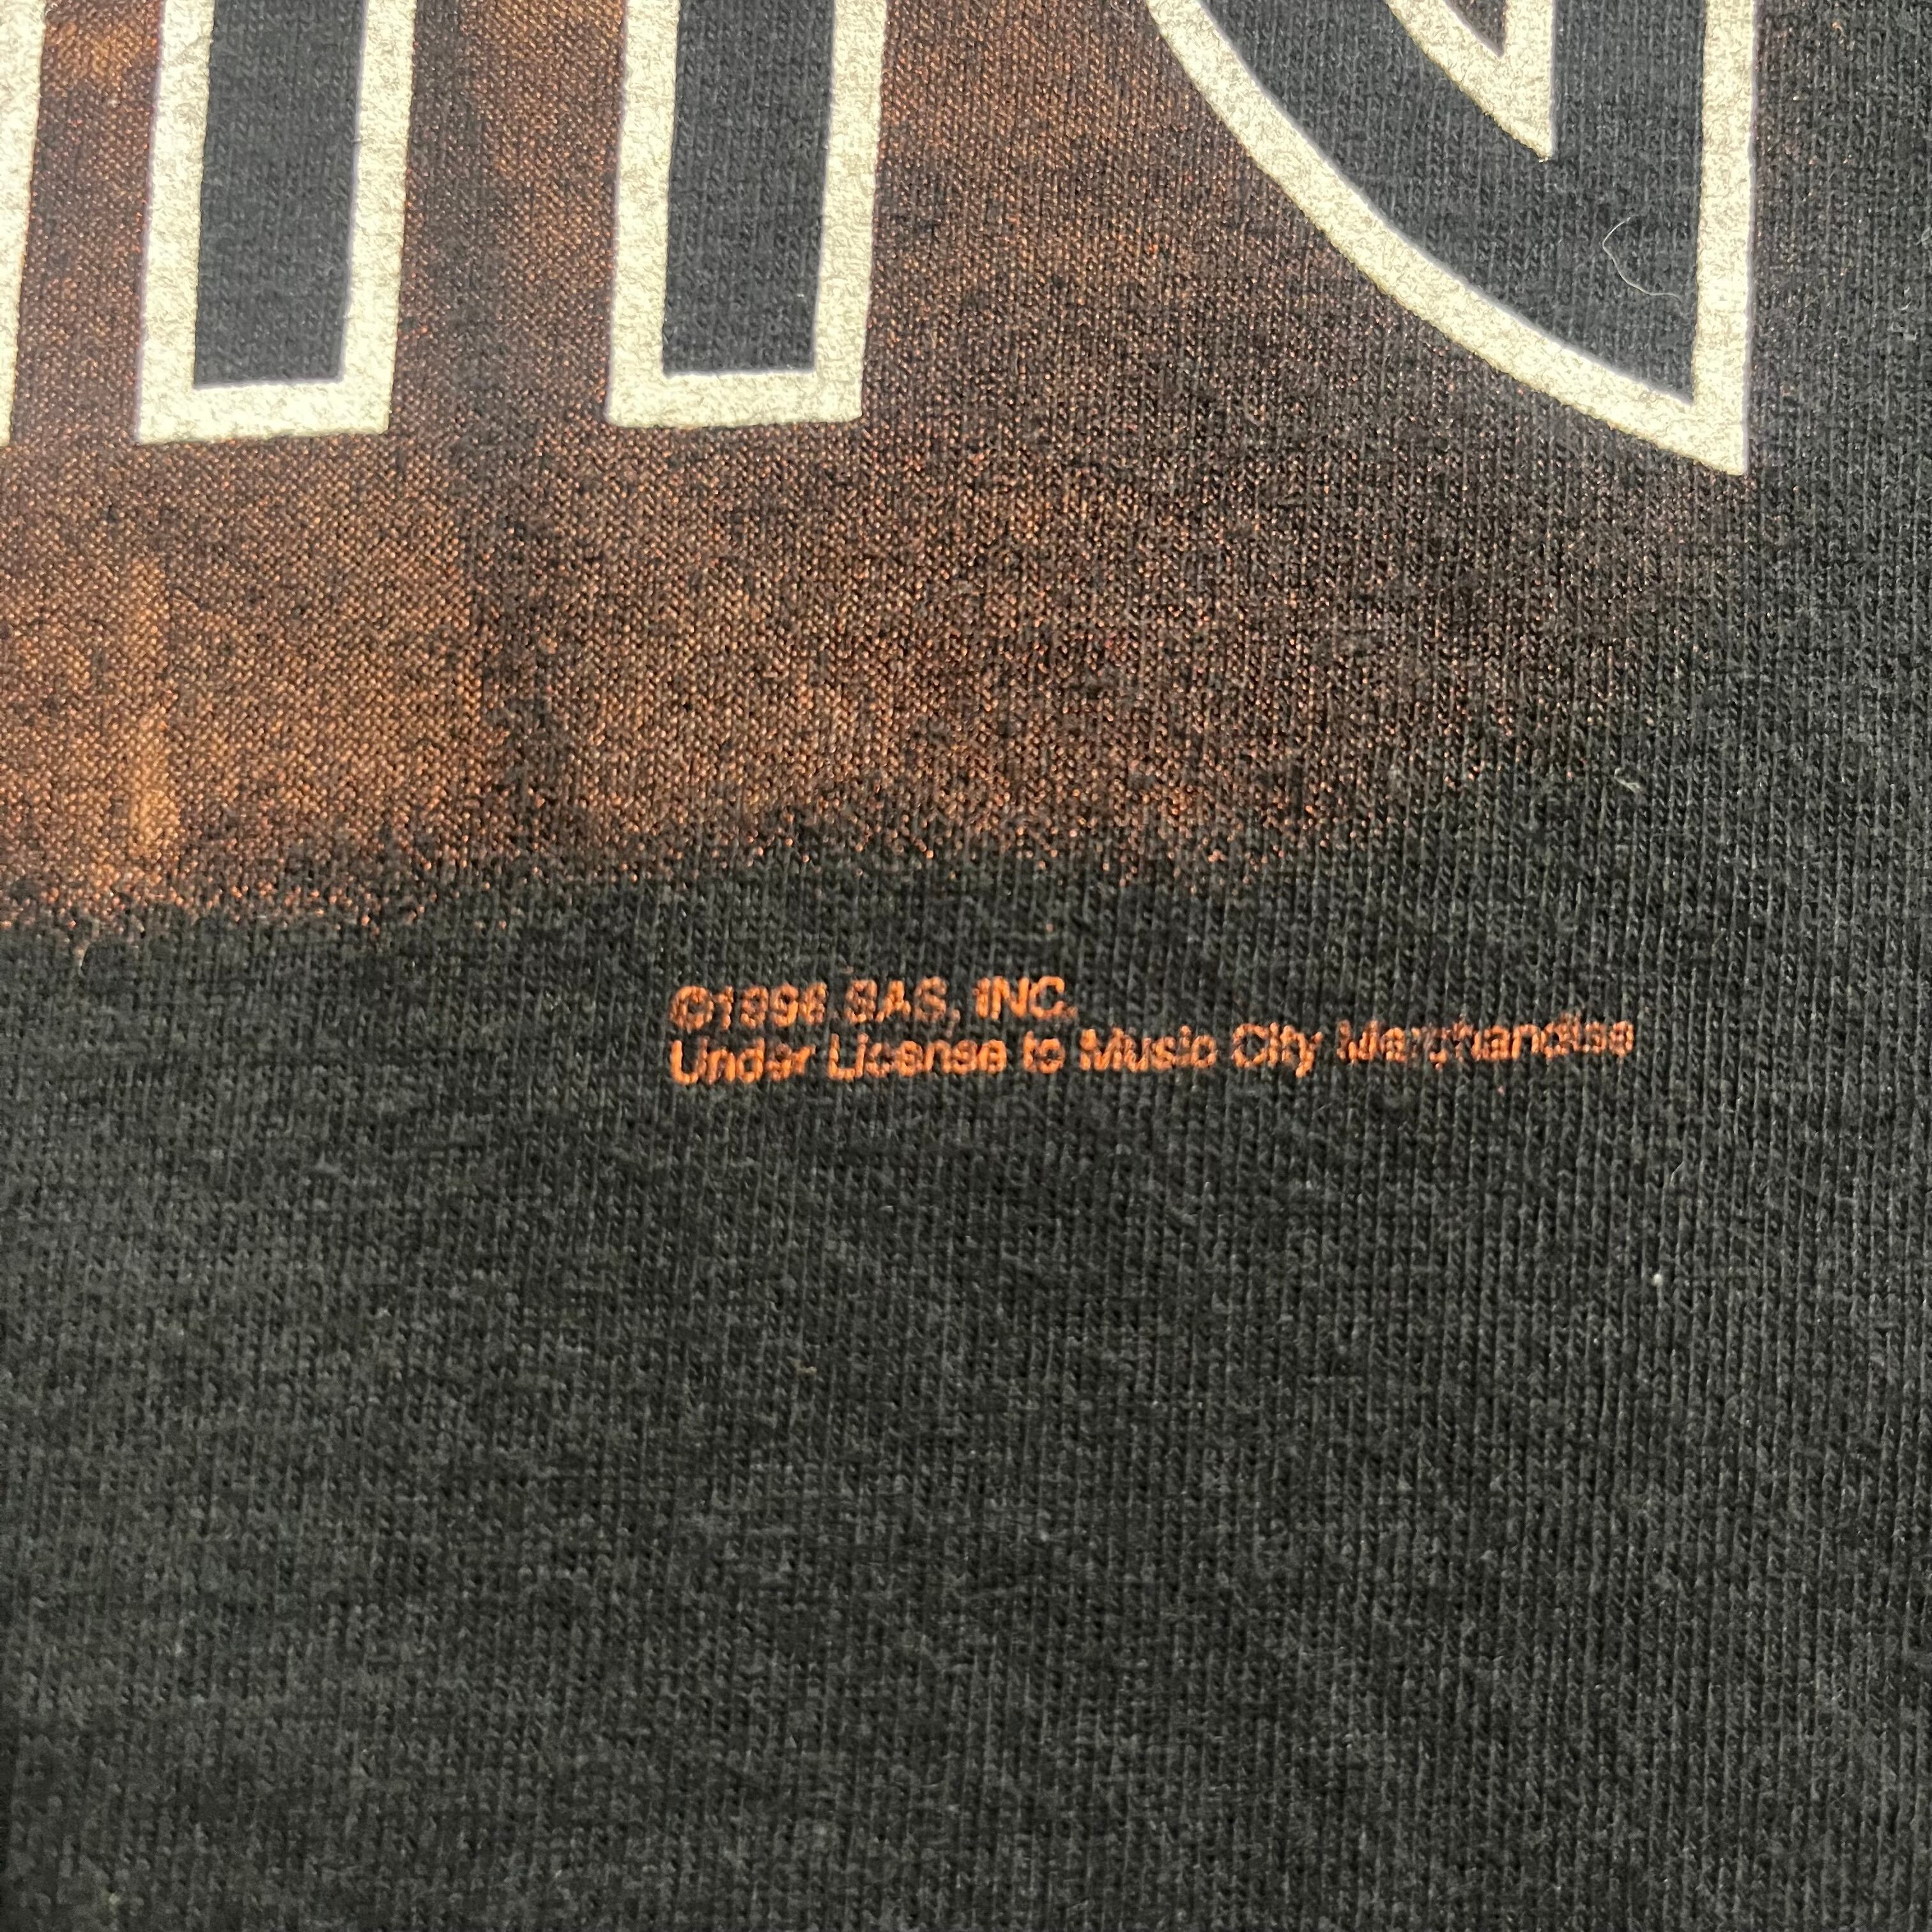 ©1996 SAS, INC.
Under License to Music City Merchandise